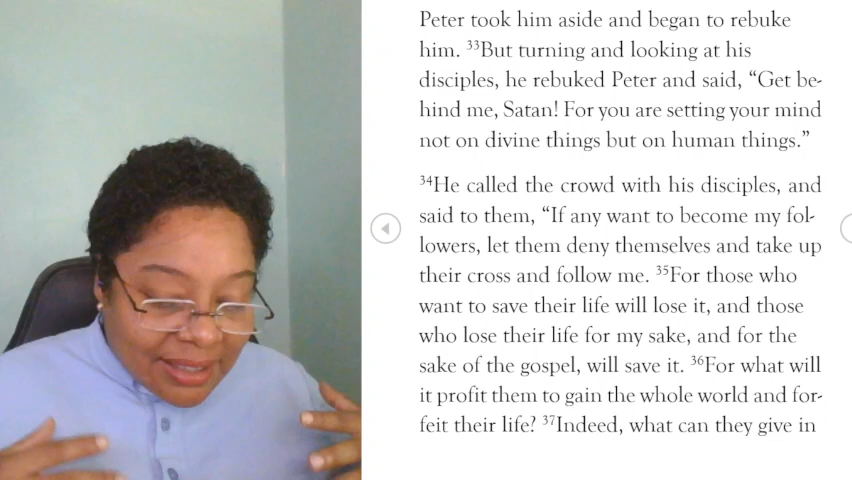 Peter took him aside and began to rebuke
him. ³³But turning and looking at his
disciples, he rebuked Peter and said, “Get be-
hind me, Satan! For you are setting your mind
not on divine things but on human things.”
³⁴He called the crowd with his disciples, and
said to them, “If any want to become my fol-
lowers, let them deny themselves and take up
their cross and follow me. ³⁵For those who
want to save their life will lose it, and those
who lose their life for my sake, and for the
sake of the gospel, will save it. ³⁶For what will
it profit them to gain the whole world and for-
feit their life? ³⁷Indeed, what can they give in